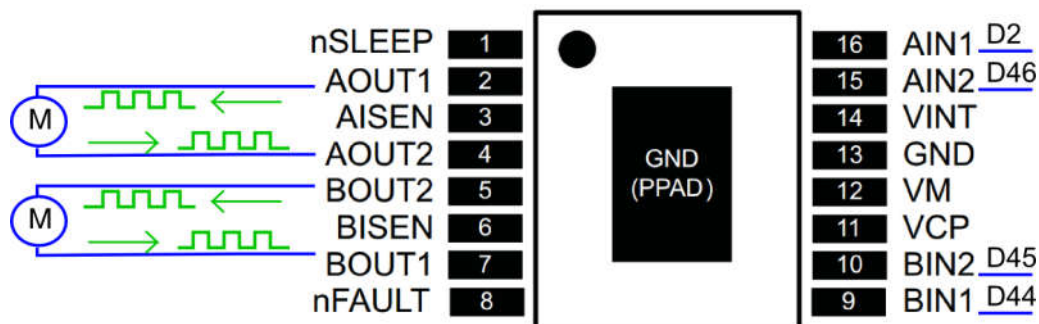 nSLEEP 1 16 AIN1 D2
AOUT1 2 15 AIN2 D46
M AISEN 3 14 VINT
AOUT2 4 GND 13 GND
BOUT2 5 (PPAD) 12 VM
M BISEN 6 11 VCP
BOUT1 7 10 BIN2 D45
nFAULT 8 9 BIN1 D44